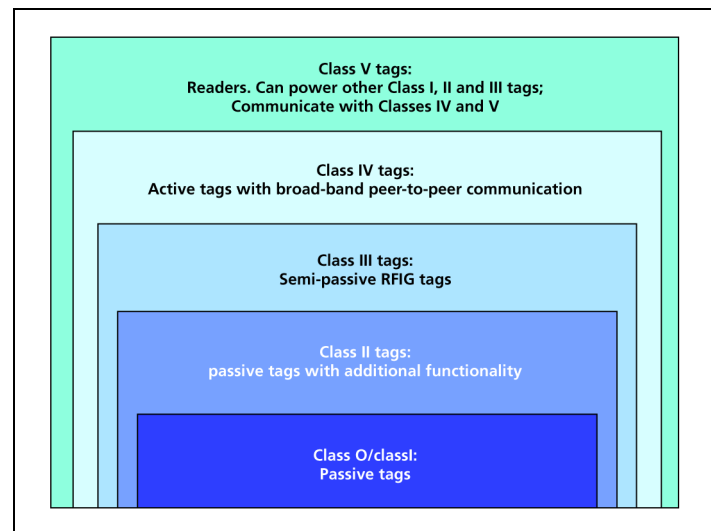 Class V tags:
Readers. Can power other Class I, II and III tags;
Communicate with Classes IV and V
Class IV tags:
Active tags with broad-band peer-to-peer communication
Class III tags:
Semi-passive RFIG tags
Class II tags:
passive tags with additional functionality
Class O/classI:
Passive tags